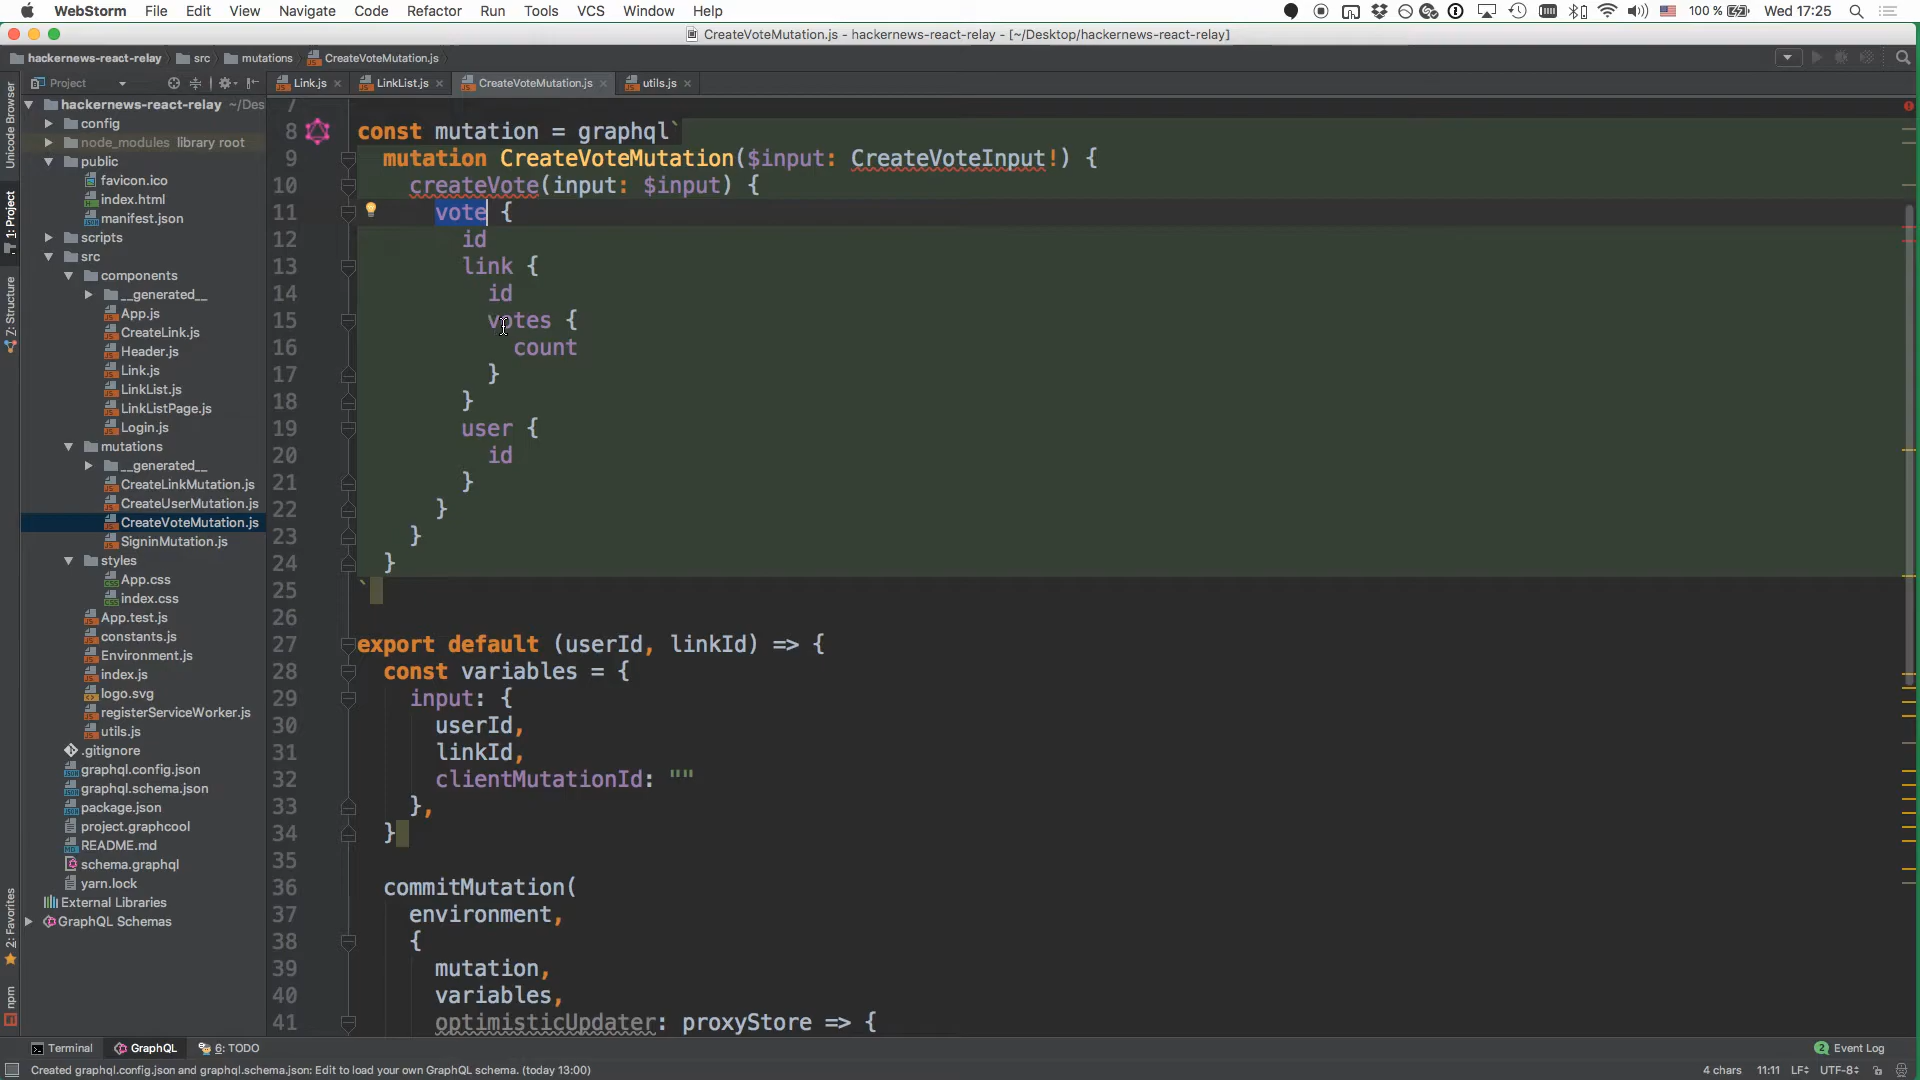 WebStorm File Edit View Navigate Code Refactor Run Tools VCS Window Help 100 % Wed 17:25
CreateVoteMutation.js - hackernews-react-relay - [~/Desktop/hackernews-react-relay]
hackernews-react-relay src mutations CreateVoteMutation.js
Project Link.js LinkList.js CreateVoteMutation.js utils.js
Unicode Browser
1: Project
7: Structure
2: Favorites
npm
hackernews-react-relay ~/Des
config
node_modules library root
public
favicon.ico
index.html
manifest.json
scripts
src
components
__generated__
App.js
CreateLink.js
Header.js
Link.js
LinkList.js
LinkListPage.js
Login.js
mutations
__generated__
CreateLinkMutation.js
CreateUserMutation.js
CreateVoteMutation.js
SigninMutation.js
styles
App.css
index.css
App.test.js
constants.js
Environment.js
index.js
logo.svg
registerServiceWorker.js
utils.js
.gitignore
graphql.config.json
graphql.schema.json
package.json
project.graphcool
README.md
schema.graphql
yarn.lock
External Libraries
GraphQL Schemas
7
8 const mutation = graphql`
9 mutation CreateVoteMutation($input: CreateVoteInput!) {
10 createVote(input: $input) {
11 vote {
12 id
13 link {
14 id
15 votes {
16 count
17 }
18 }
19 user {
20 id
21 }
22 }
23 }
24 }
25 `
26
27 export default (userId, linkId) => {
28 const variables = {
29 input: {
30 userId,
31 linkId,
32 clientMutationId: ""
33 },
34 }
35
36 commitMutation(
37 environment,
38 {
39 mutation,
40 variables,
41 optimisticUpdater: proxyStore => {
Terminal GraphQL 6: TODO 2 Event Log
Created graphql.config.json and graphql.schema.json: Edit to load your own GraphQL schema. (today 13:00) 4 chars 11:11 LF÷ UTF-8÷